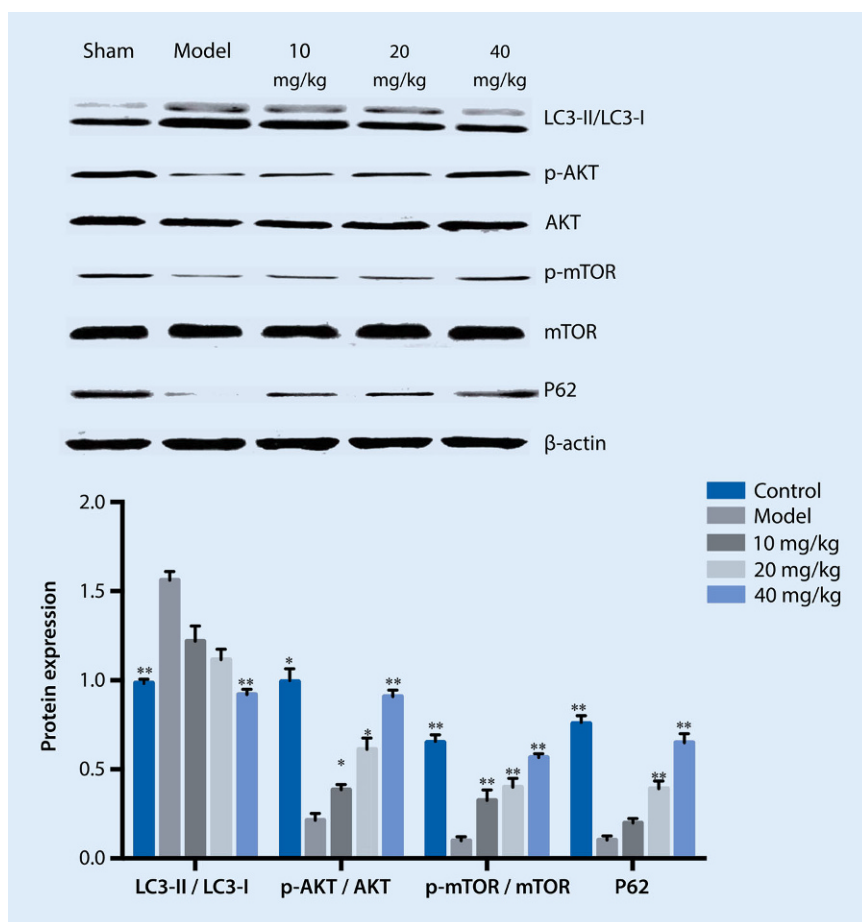 Sham Model 10 mg/kg 20 mg/kg 40 mg/kg
LC3-II/LC3-I
p-AKT
AKT
p-mTOR
mTOR
P62
β-actin
Control
Model
10 mg/kg
20 mg/kg
40 mg/kg
Protein expression
2.0
1.5
1.0
0.5
0.0
** ** * * * ** ** ** ** ** ** ** **
LC3-II / LC3-I p-AKT / AKT p-mTOR / mTOR P62